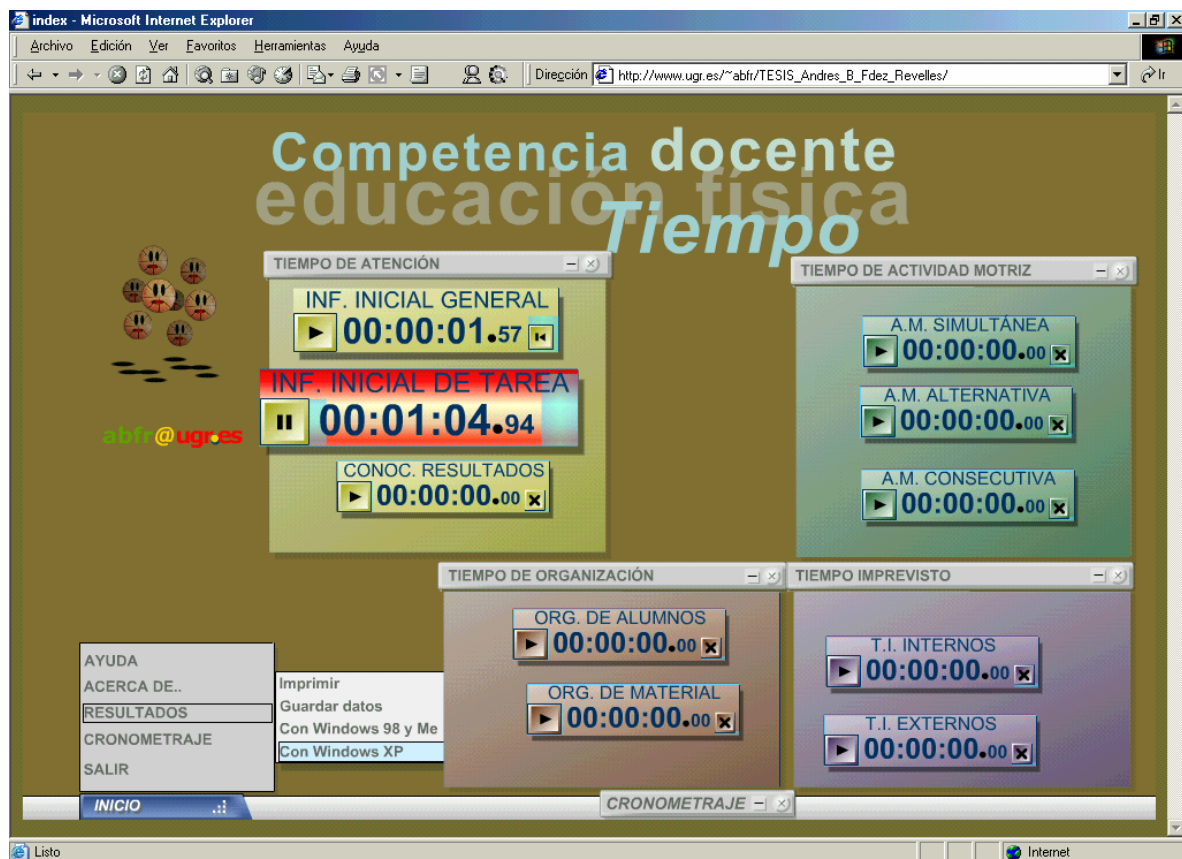 index - Microsoft Internet Explorer
Archivo Edición Ver Favoritos Herramientas Ayuda
Dirección http://www.ugr.es/~abfr/TESIS_Andres_B_Fdez_Revelles/ Ir
Competencia docente
educación física
Tiempo
TIEMPO DE ATENCIÓN
INF. INICIAL GENERAL
00:00:01.57
INF. INICIAL DE TAREA
00:01:04.94
CONOC. RESULTADOS
00:00:00.00
abfr@ugr.es
TIEMPO DE ACTIVIDAD MOTRIZ
A.M. SIMULTÁNEA
00:00:00.00
A.M. ALTERNATIVA
00:00:00.00
A.M. CONSECUTIVA
00:00:00.00
TIEMPO DE ORGANIZACIÓN
ORG. DE ALUMNOS
00:00:00.00
ORG. DE MATERIAL
00:00:00.00
TIEMPO IMPREVISTO
T.I. INTERNOS
00:00:00.00
T.I. EXTERNOS
00:00:00.00
AYUDA
ACERCA DE..
RESULTADOS
CRONOMETRAJE
SALIR
Imprimir
Guardar datos
Con Windows 98 y Me
Con Windows XP
INICIO
CRONOMETRAJE
Listo
Internet